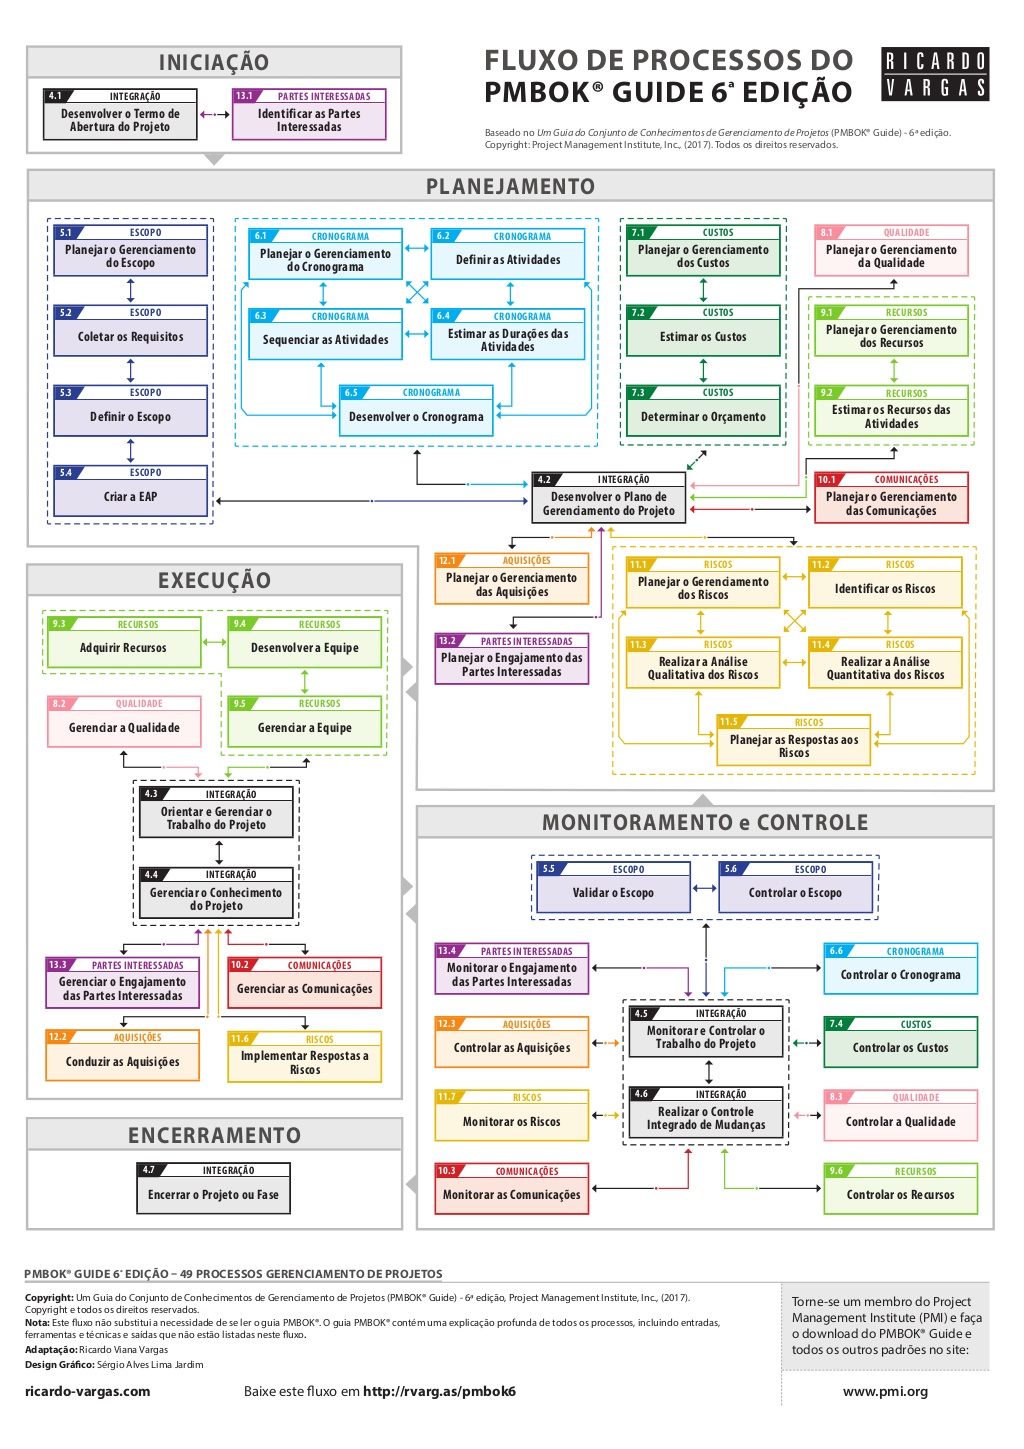 FLUXO DE PROCESSOS DO
PMBOK® GUIDE 6ª EDIÇÃO
RICARDO
VARGAS
Baseado no Um Guia do Conjunto de Conhecimentos de Gerenciamento de Projetos (PMBOK® Guide) - 6ª edição.
Copyright: Project Management Institute, Inc., (2017). Todos os direitos reservados.
INICIAÇÃO
4.1 INTEGRAÇÃO
Desenvolver o Termo de
Abertura do Projeto
13.1 PARTES INTERESSADAS
Identificar as Partes
Interessadas
PLANEJAMENTO
5.1 ESCOPO
Planejar o Gerenciamento
do Escopo
5.2 ESCOPO
Coletar os Requisitos
5.3 ESCOPO
Definir o Escopo
5.4 ESCOPO
Criar a EAP
6.1 CRONOGRAMA
Planejar o Gerenciamento
do Cronograma
6.2 CRONOGRAMA
Definir as Atividades
6.3 CRONOGRAMA
Sequenciar as Atividades
6.4 CRONOGRAMA
Estimar as Durações das
Atividades
6.5 CRONOGRAMA
Desenvolver o Cronograma
7.1 CUSTOS
Planejar o Gerenciamento
dos Custos
7.2 CUSTOS
Estimar os Custos
7.3 CUSTOS
Determinar o Orçamento
8.1 QUALIDADE
Planejar o Gerenciamento
da Qualidade
9.1 RECURSOS
Planejar o Gerenciamento
dos Recursos
9.2 RECURSOS
Estimar os Recursos das
Atividades
4.2 INTEGRAÇÃO
Desenvolver o Plano de
Gerenciamento do Projeto
10.1 COMUNICAÇÕES
Planejar o Gerenciamento
das Comunicações
12.1 AQUISIÇÕES
Planejar o Gerenciamento
das Aquisições
13.2 PARTES INTERESSADAS
Planejar o Engajamento das
Partes Interessadas
11.1 RISCOS
Planejar o Gerenciamento
dos Riscos
11.2 RISCOS
Identificar os Riscos
11.3 RISCOS
Realizar a Análise
Qualitativa dos Riscos
11.4 RISCOS
Realizar a Análise
Quantitativa dos Riscos
11.5 RISCOS
Planejar as Respostas aos
Riscos
EXECUÇÃO
9.3 RECURSOS
Adquirir Recursos
9.4 RECURSOS
Desenvolver a Equipe
8.2 QUALIDADE
Gerenciar a Qualidade
9.5 RECURSOS
Gerenciar a Equipe
4.3 INTEGRAÇÃO
Orientar e Gerenciar o
Trabalho do Projeto
4.4 INTEGRAÇÃO
Gerenciar o Conhecimento
do Projeto
13.3 PARTES INTERESSADAS
Gerenciar o Engajamento
das Partes Interessadas
10.2 COMUNICAÇÕES
Gerenciar as Comunicações
12.2 AQUISIÇÕES
Conduzir as Aquisições
11.6 RISCOS
Implementar Respostas a
Riscos
MONITORAMENTO e CONTROLE
5.5 ESCOPO
Validar o Escopo
5.6 ESCOPO
Controlar o Escopo
13.4 PARTES INTERESSADAS
Monitorar o Engajamento
das Partes Interessadas
6.6 CRONOGRAMA
Controlar o Cronograma
4.5 INTEGRAÇÃO
Monitorar e Controlar o
Trabalho do Projeto
12.3 AQUISIÇÕES
Controlar as Aquisições
7.4 CUSTOS
Controlar os Custos
4.6 INTEGRAÇÃO
Realizar o Controle
Integrado de Mudanças
11.7 RISCOS
Monitorar os Riscos
8.3 QUALIDADE
Controlar a Qualidade
10.3 COMUNICAÇÕES
Monitorar as Comunicações
9.6 RECURSOS
Controlar os Recursos
ENCERRAMENTO
4.7 INTEGRAÇÃO
Encerrar o Projeto ou Fase
PMBOK® GUIDE 6ª EDIÇÃO – 49 PROCESSOS GERENCIAMENTO DE PROJETOS
Copyright: Um Guia do Conjunto de Conhecimentos de Gerenciamento de Projetos (PMBOK® Guide) - 6ª edição, Project Management Institute, Inc., (2017).
Copyright e todos os direitos reservados.
Nota: Este fluxo não substitui a necessidade de se ler o guia PMBOK®. O guia PMBOK® contém uma explicação profunda de todos os processos, incluindo entradas,
ferramentas e técnicas e saídas que não estão listadas neste fluxo.
Adaptação: Ricardo Viana Vargas
Design Gráfico: Sérgio Alves Lima Jardim
ricardo-vargas.com
Baixe este fluxo em http://rvarg.as/pmbok6
Torne-se um membro do Project
Management Institute (PMI) e faça
o download do PMBOK® Guide e
todos os outros padrões no site:
www.pmi.org